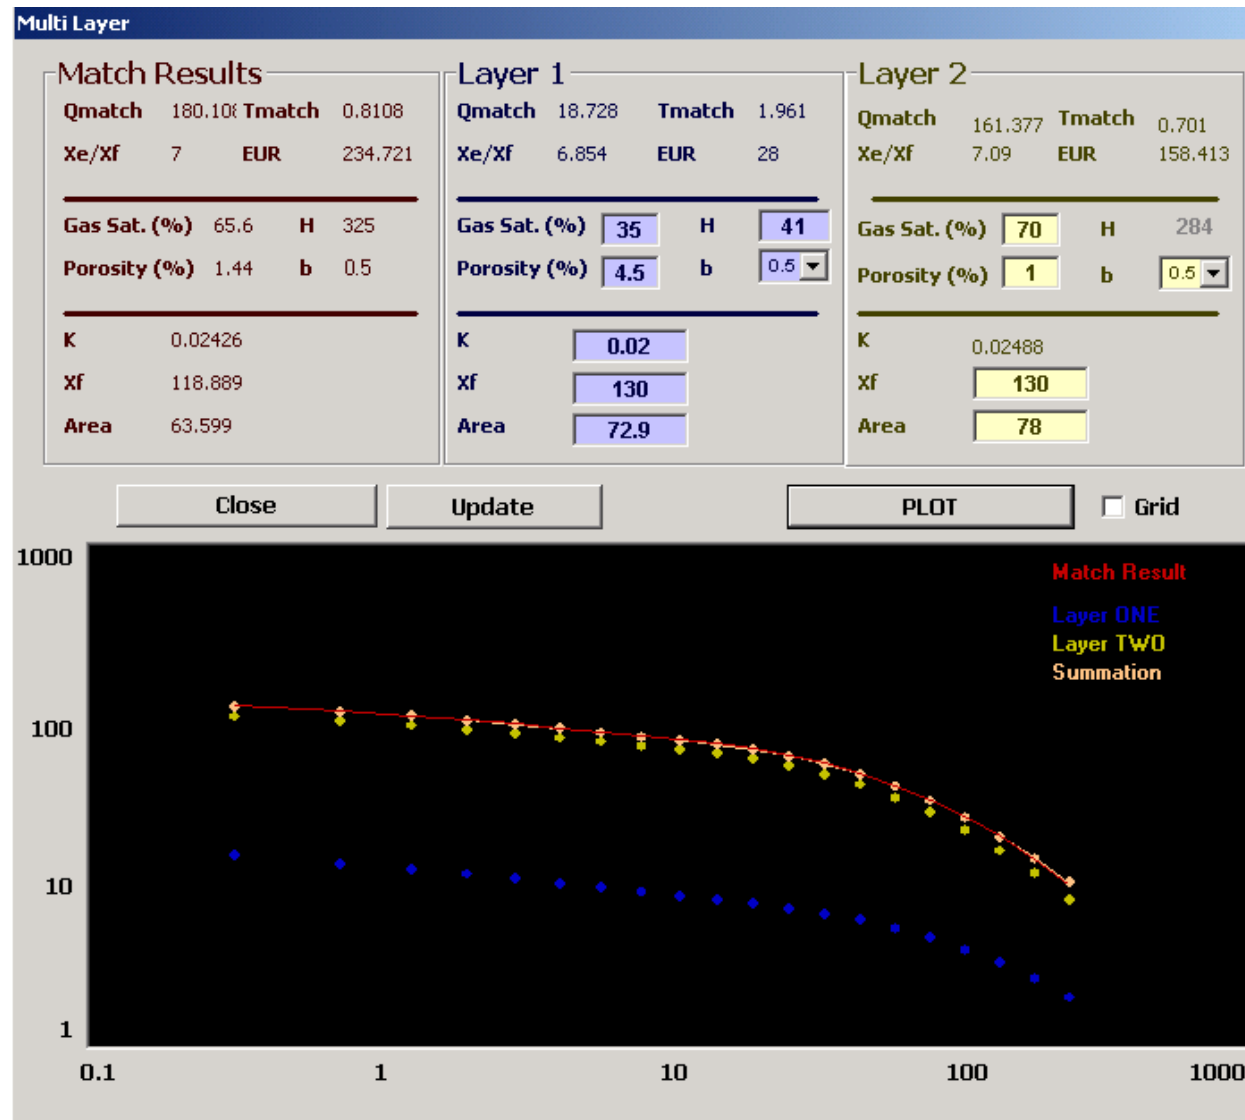 Multi Layer
Match Results
Qmatch 180.108 Tmatch 0.8108
Xe/Xf 7 EUR 234.721
Gas Sat. (%) 65.6 H 325
Porosity (%) 1.44 b 0.5
K 0.02426
Xf 118.889
Area 63.599
Layer 1
Qmatch 18.728 Tmatch 1.961
Xe/Xf 6.854 EUR 28
Gas Sat. (%) 35 H 41
Porosity (%) 4.5 b 0.5
K 0.02
Xf 130
Area 72.9
Layer 2
Qmatch 161.377 Tmatch 0.701
Xe/Xf 7.09 EUR 158.413
Gas Sat. (%) 70 H 284
Porosity (%) 1 b 0.5
K 0.02488
Xf 130
Area 78
Close Update PLOT Grid
Match Result
Layer ONE
Layer TWO
Summation
1000
100
10
1
0.1 1 10 100 1000